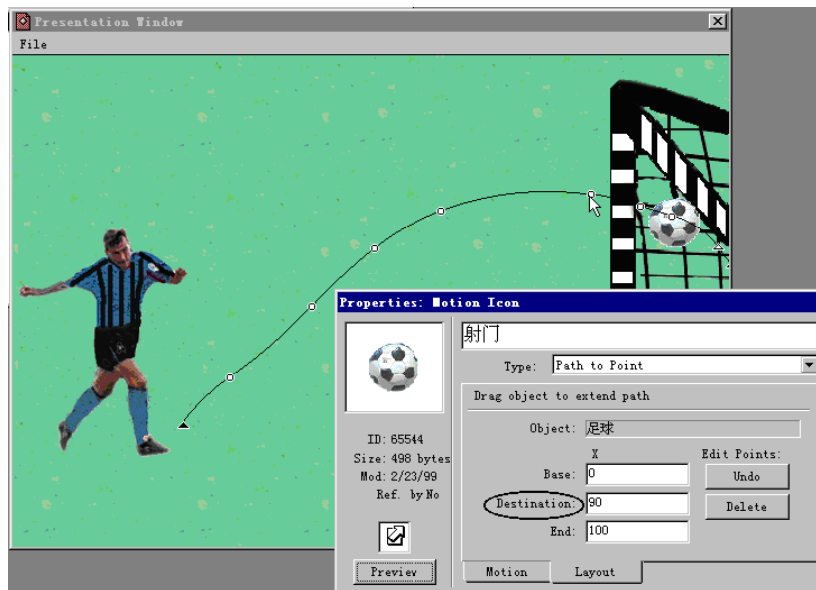 Presentation Window
File
Properties: Motion Icon
射门
Type: Path to Point
Drag object to extend path
Object: 足球
X
Edit Points:
Base: 0
Undo
Destination: 90
Delete
End: 100
Motion
Layout
ID: 65544
Size: 498 bytes
Mod: 2/23/99
Ref. by No
Preview